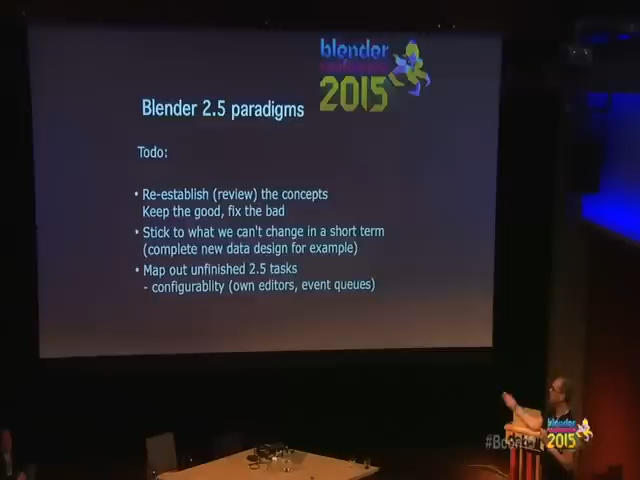 blender
conference
2015
Blender 2.5 paradigms
Todo:
• Re-establish (review) the concepts
Keep the good, fix the bad
• Stick to what we can't change in a short term
(complete new data design for example)
• Map out unfinished 2.5 tasks
- configurablity (own editors, event queues)
blender
2015